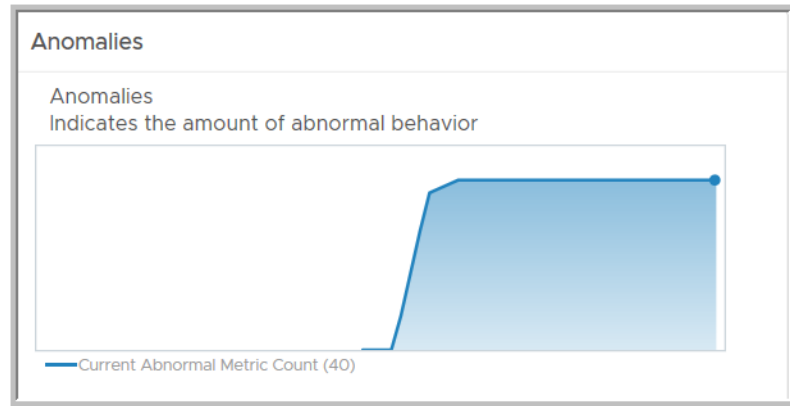 Anomalies
Anomalies
Indicates the amount of abnormal behavior
Current Abnormal Metric Count (40)